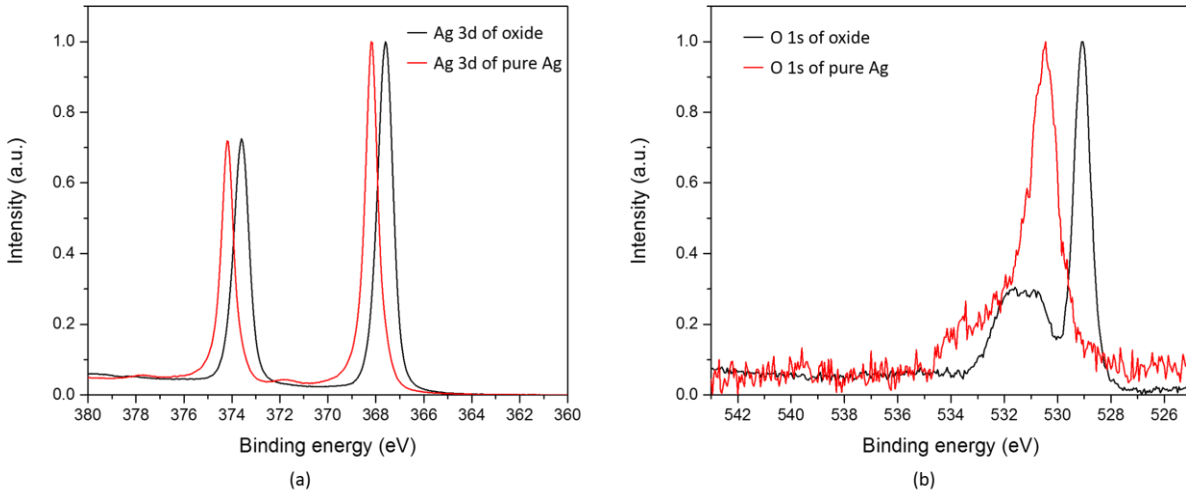 Ag 3d of oxide
Ag 3d of pure Ag
1.0
0.8
0.6
0.4
0.2
0.0
Intensity (a.u.)
380 378 376 374 372 370 368 366 364 362 360
Binding energy (eV)
(a)
O 1s of oxide
O 1s of pure Ag
1.0
0.8
0.6
0.4
0.2
0.0
Intensity (a.u.)
542 540 538 536 534 532 530 528 526
Binding energy (eV)
(b)